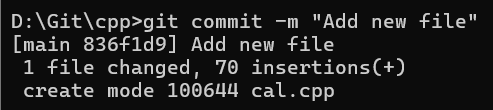 D:\Git\cpp>git commit -m "Add new file"
[main 836f1d9] Add new file
 1 file changed, 70 insertions(+)
 create mode 100644 cal.cpp